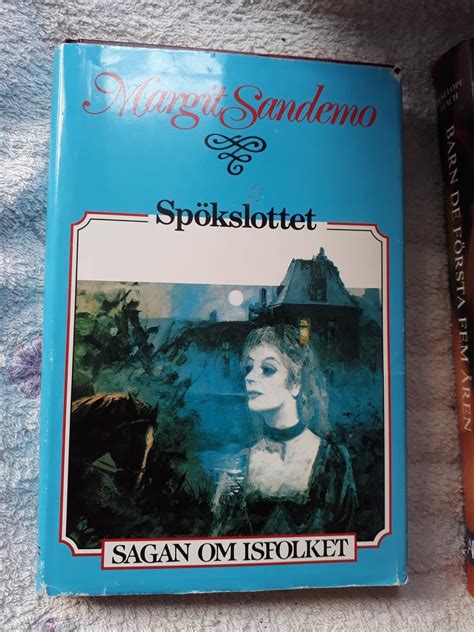 Margit Sandemo
Spökslottet
SAGAN OM ISFOLKET
BARN DE FÖRSTA FEM ÅREN